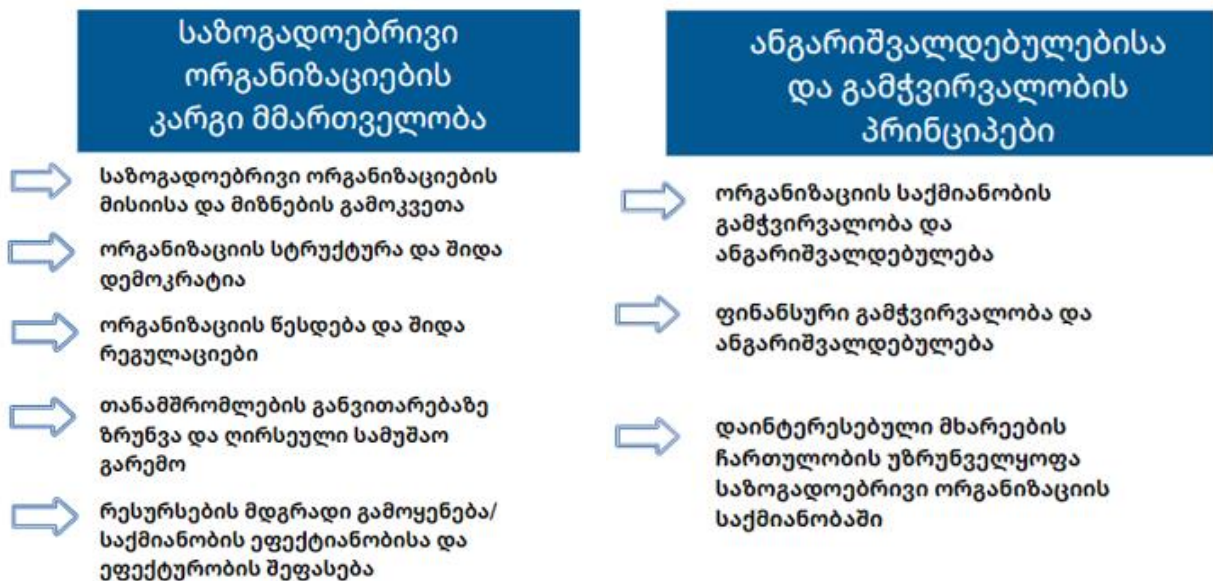 საზოგადოებრივი
ორგანიზაციების
კარგი მმართველობა
საზოგადოებრივი ორგანიზაციების
მისიისა და მიზნების გამოკვეთა
ორგანიზაციის სტრუქტურა და შიდა
დემოკრატია
ორგანიზაციის წესდება და შიდა
რეგულაციები
თანამშრომლების განვითარებაზე
ზრუნვა და ღირსეული სამუშაო
გარემო
რესურსების მდგრადი გამოყენება/
საქმიანობის ეფექტიანობისა და
ეფექტურობის შეფასება
ანგარიშვალდებულებისა
და გამჭვირვალობის
პრინციპები
ორგანიზაციის საქმიანობის
გამჭვირვალობა და
ანგარიშვალდებულება
ფინანსური გამჭვირვალობა და
ანგარიშვალდებულება
დაინტერესებული მხარეების
ჩართულობის უზრუნველყოფა
საზოგადოებრივი ორგანიზაციის
საქმიანობაში